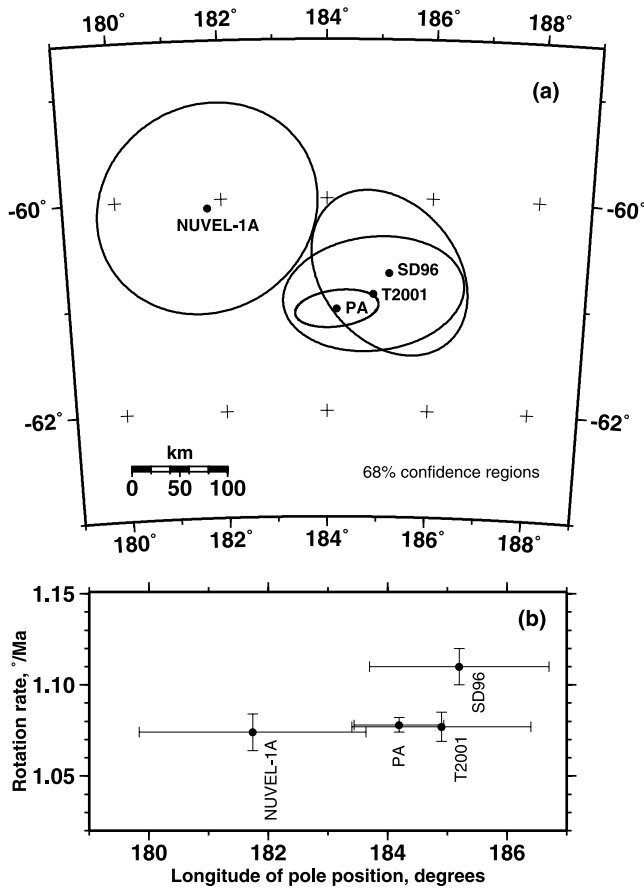 180° 182° 184° 186° 188°
(a)
-60° -60°
NUVEL-1A
SD96
T2001
PA
-62° -62°
km
0 50 100
68% confidence regions
180° 182° 184° 186° 188°
1.15
(b)
1.10
1.05
Rotation rate, °/Ma
SD96
NUVEL-1A
PA
T2001
180 182 184 186
Longitude of pole position, degrees